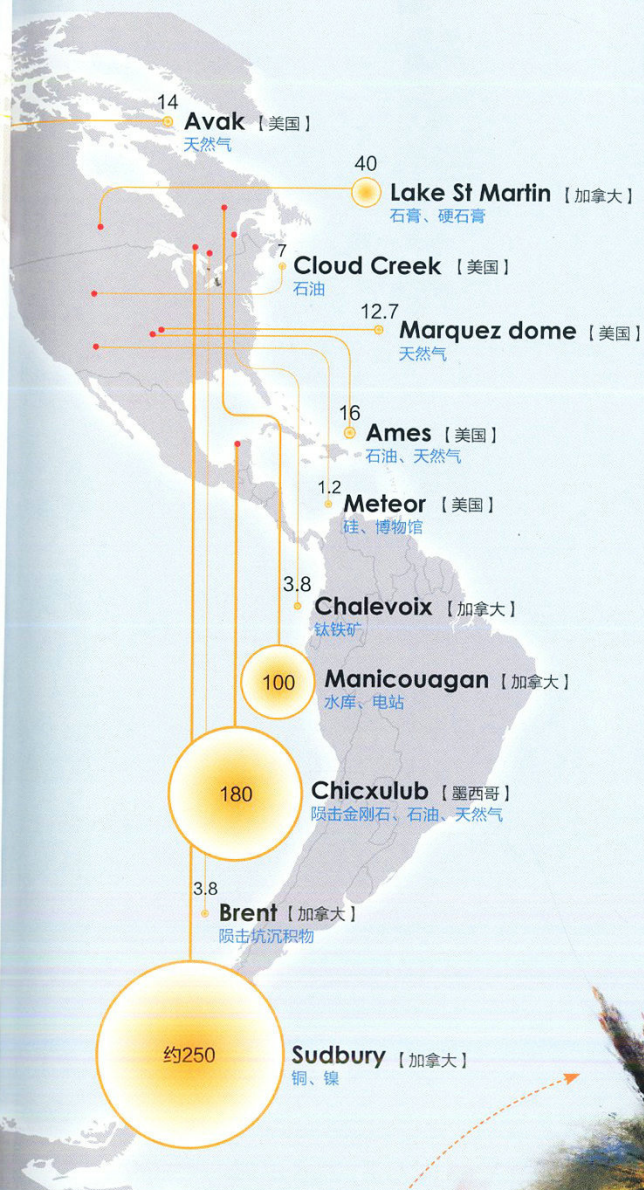 14
Avak 【美国】
天然气
40
Lake St Martin 【加拿大】
石膏、硬石膏
7
Cloud Creek 【美国】
石油
12.7
Marquez dome 【美国】
天然气
16
Ames 【美国】
石油、天然气
1.2
Meteor 【美国】
硅、博物馆
3.8
Chalevoix 【加拿大】
钛铁矿
100
Manicouagan 【加拿大】
水库、电站
180
Chicxulub 【墨西哥】
陨击金刚石、石油、天然气
3.8
Brent 【加拿大】
陨击坑沉积物
约250
Sudbury 【加拿大】
铜、镍